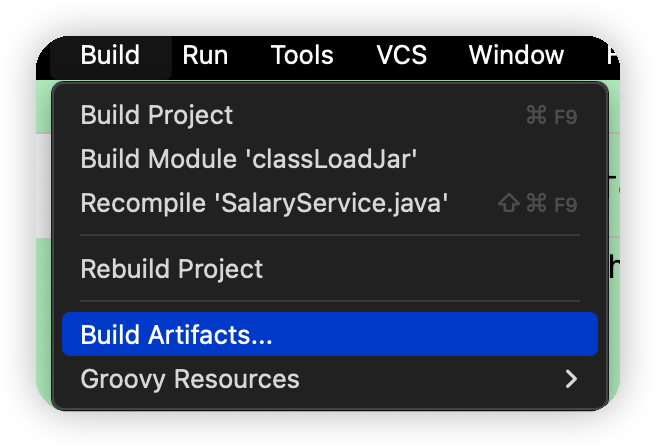 Build Run Tools VCS Window
Build Project ⌘ F9
Build Module 'classLoadJar'
Recompile 'SalaryService.java' ⇧ ⌘ F9
Rebuild Project
Build Artifacts...
Groovy Resources